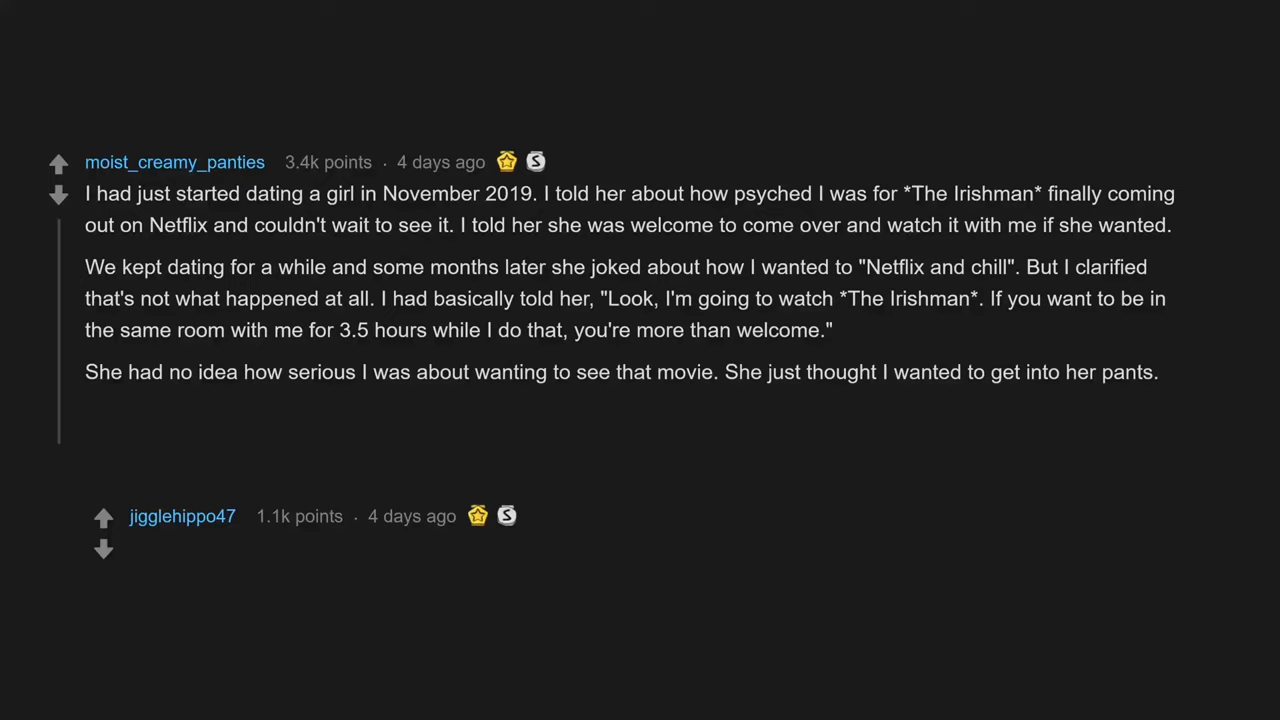 moist_creamy_panties 3.4k points · 4 days ago S
I had just started dating a girl in November 2019. I told her about how psyched I was for *The Irishman* finally coming
out on Netflix and couldn't wait to see it. I told her she was welcome to come over and watch it with me if she wanted.
We kept dating for a while and some months later she joked about how I wanted to "Netflix and chill". But I clarified
that's not what happened at all. I had basically told her, "Look, I'm going to watch *The Irishman*. If you want to be in
the same room with me for 3.5 hours while I do that, you're more than welcome."
She had no idea how serious I was about wanting to see that movie. She just thought I wanted to get into her pants.
jigglehippo47 1.1k points · 4 days ago S